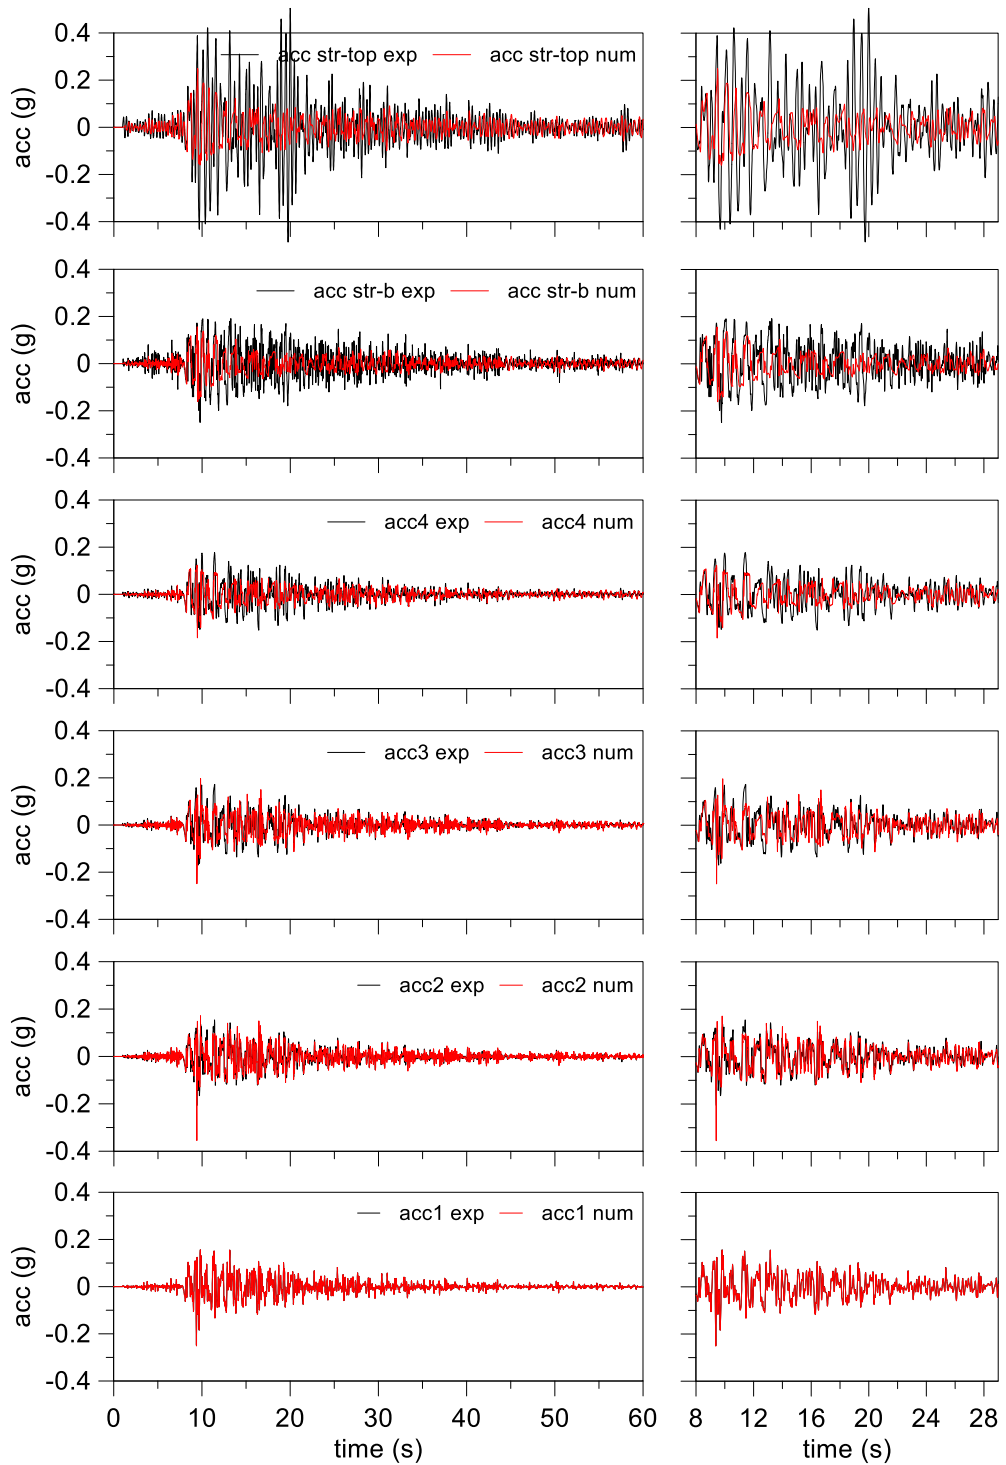 0.4
acc str-top exp acc str-top num
0.2
acc (g)
0
-0.2
-0.4
0.4
acc str-b exp acc str-b num
0.2
acc (g)
0
-0.2
-0.4
0.4
acc4 exp acc4 num
0.2
acc (g)
0
-0.2
-0.4
0.4
acc3 exp acc3 num
0.2
acc (g)
0
-0.2
-0.4
0.4
acc2 exp acc2 num
0.2
acc (g)
0
-0.2
-0.4
0.4
acc1 exp acc1 num
0.2
acc (g)
0
-0.2
-0.4
0 10 20 30 40 50 60 8 12 16 20 24 28
time (s) time (s)